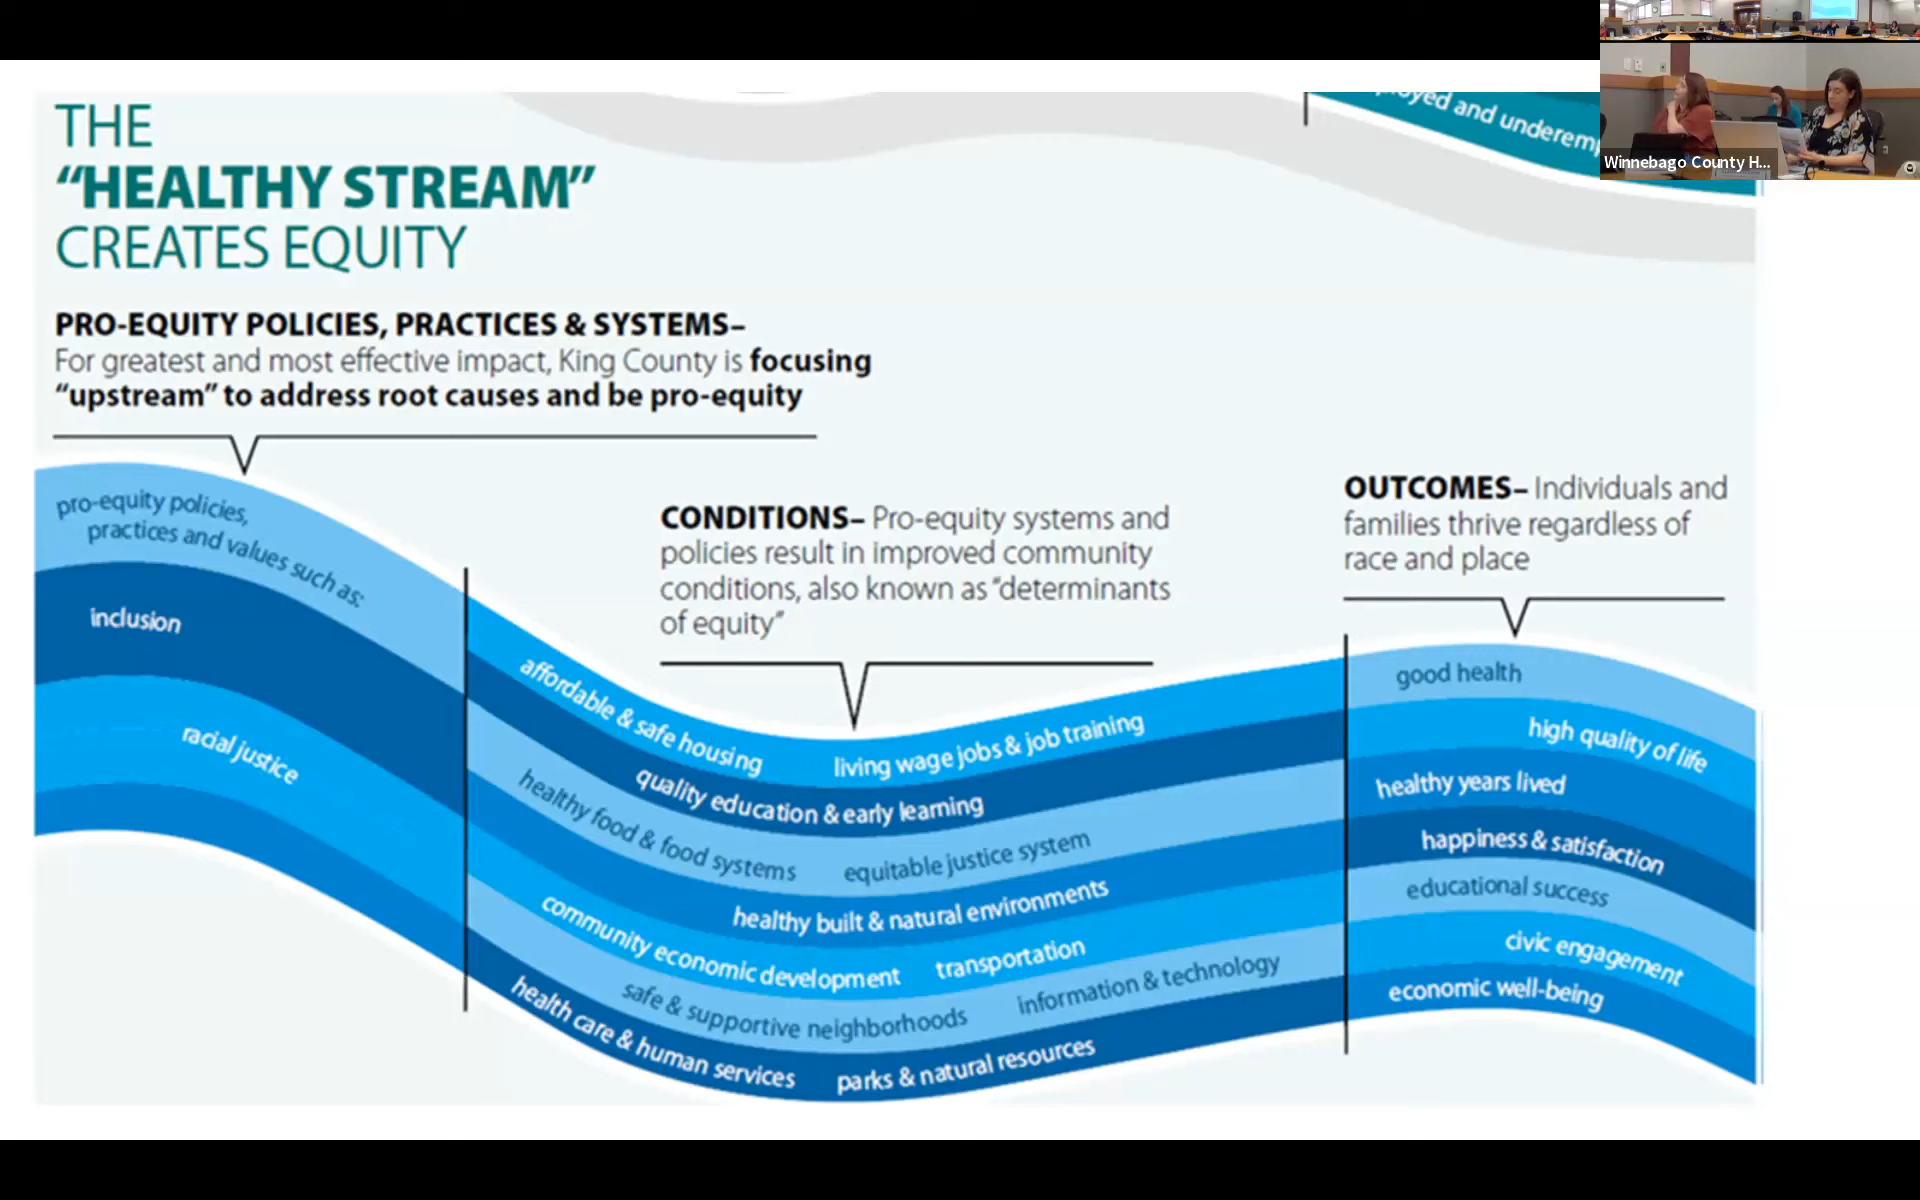 THE
“HEALTHY STREAM”
CREATES EQUITY
PRO-EQUITY POLICIES, PRACTICES & SYSTEMS–
For greatest and most effective impact, King County is focusing
“upstream” to address root causes and be pro-equity
pro-equity policies,
practices and values such as:
inclusion
racial justice
CONDITIONS– Pro-equity systems and
policies result in improved community
conditions, also known as “determinants
of equity”
affordable & safe housing
living wage jobs & job training
quality education & early learning
healthy food & food systems
equitable justice system
healthy built & natural environments
community economic development
transportation
safe & supportive neighborhoods
information & technology
health care & human services
parks & natural resources
OUTCOMES– Individuals and
families thrive regardless of
race and place
good health
high quality of life
healthy years lived
happiness & satisfaction
educational success
civic engagement
economic well-being
and
Winnebago County H...